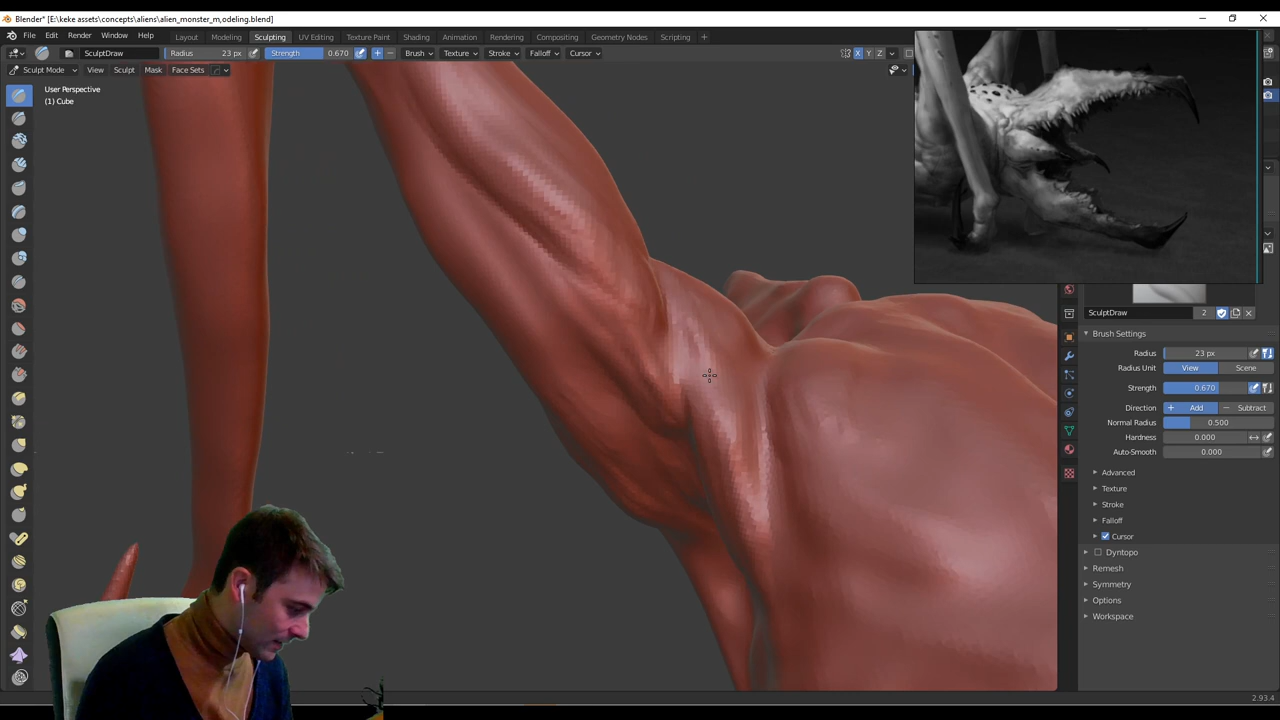 Blender* [E:\keke assets\concepts\aliens\alien_monster_m,odeling.blend]
File Edit Render Window Help Layout Modeling Sculpting UV Editing Texture Paint Shading Animation Rendering Compositing Geometry Nodes Scripting +
SculptDraw Radius 23 px Strength 0.670 + − Brush Texture Stroke Falloff Cursor X Y Z
Sculpt Mode View Sculpt Mask Face Sets
User Perspective
(1) Cube
SculptDraw 2
Brush Settings
Radius 23 px
Radius Unit View Scene
Strength 0.670
Direction + Add − Subtract
Normal Radius 0.500
Hardness 0.000
Auto-Smooth 0.000
Advanced
Texture
Stroke
Falloff
Cursor
Dyntopo
Remesh
Symmetry
Options
Workspace
2.93.4